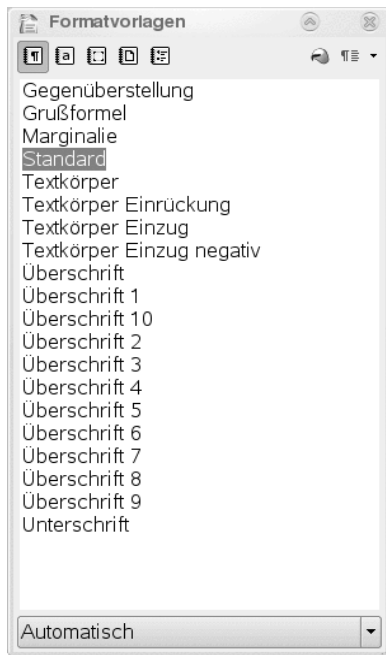 Formatvorlagen
Gegenüberstellung
Grußformel
Marginalie
Standard
Textkörper
Textkörper Einrückung
Textkörper Einzug
Textkörper Einzug negativ
Überschrift
Überschrift 1
Überschrift 10
Überschrift 2
Überschrift 3
Überschrift 4
Überschrift 5
Überschrift 6
Überschrift 7
Überschrift 8
Überschrift 9
Unterschrift
Automatisch